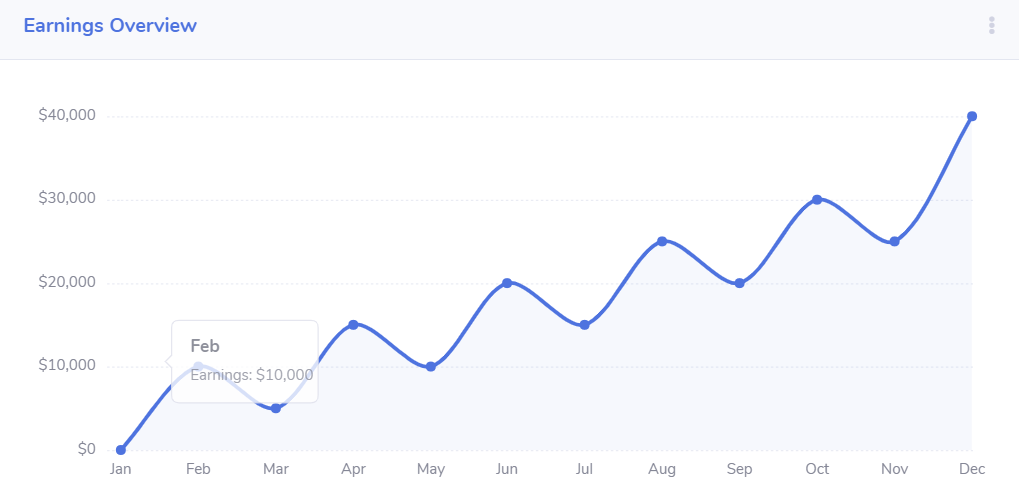 Earnings Overview
$40,000
$30,000
$20,000
$10,000
$0
Feb
Earnings: $10,000
Jan Feb Mar Apr May Jun Jul Aug Sep Oct Nov Dec